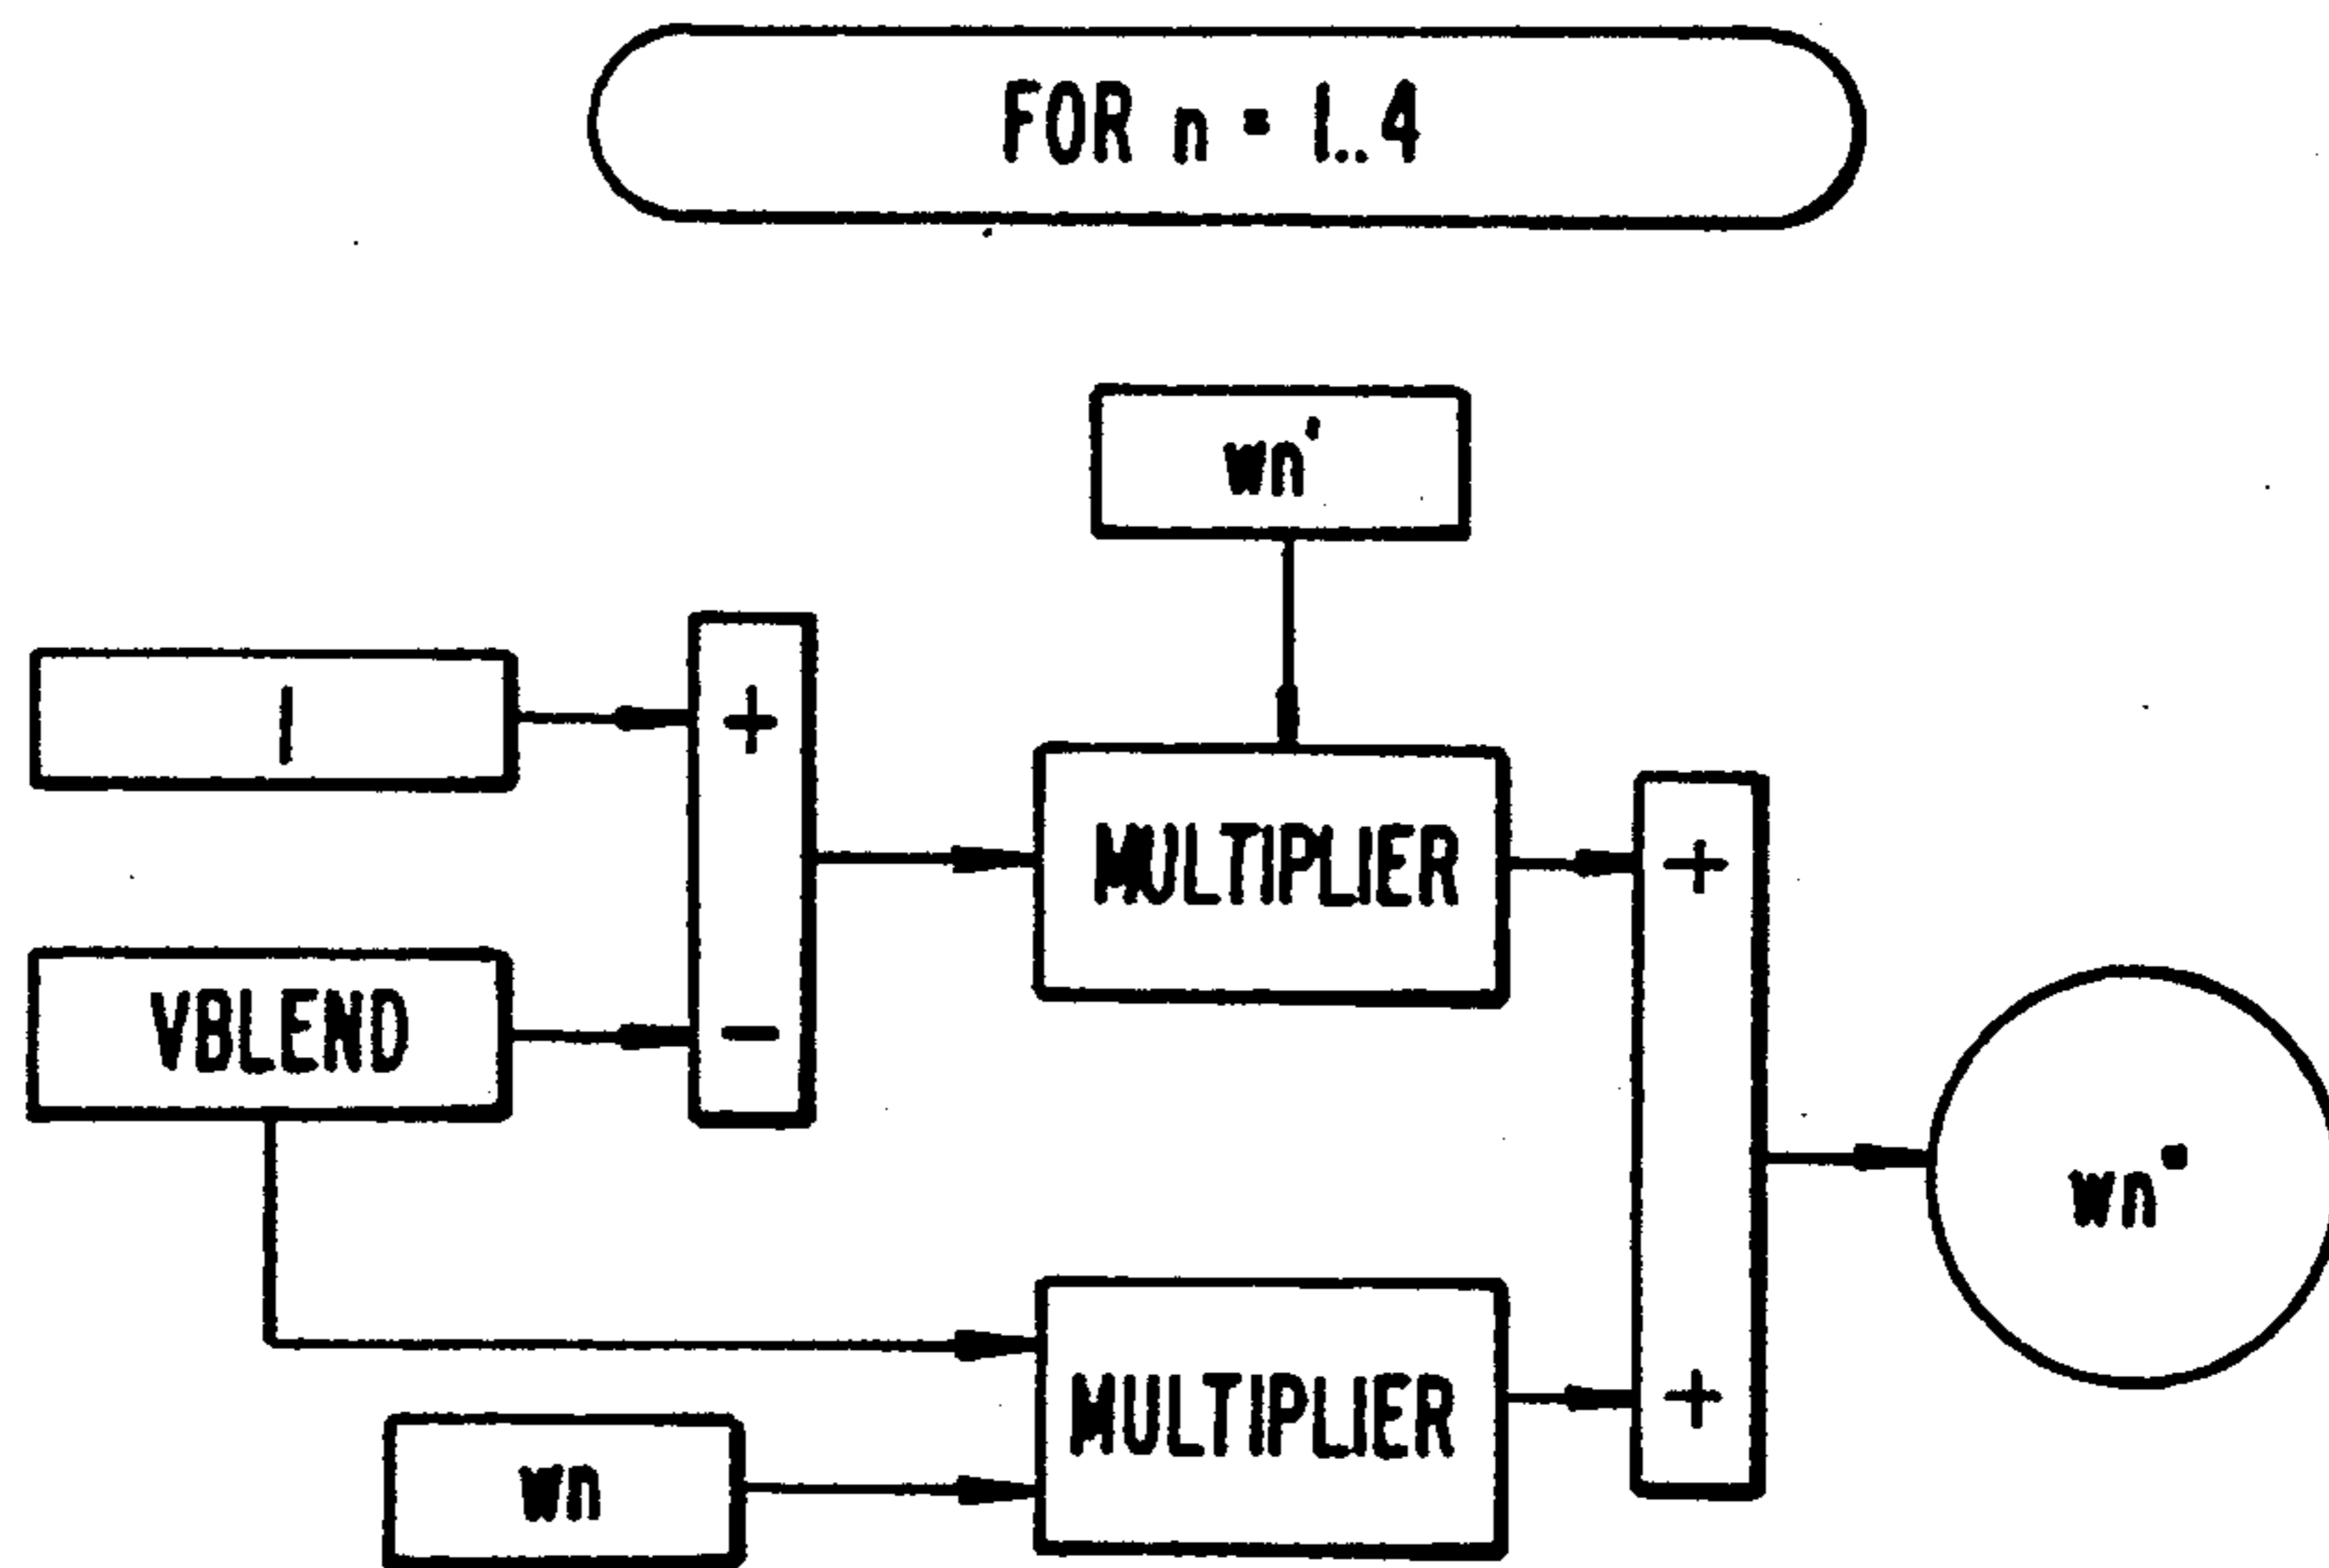 FOR n = 1..4
wn'
1
+
MULTIPLIER
+
VBLEND
−
wn"
MULTIPLIER
+
wn